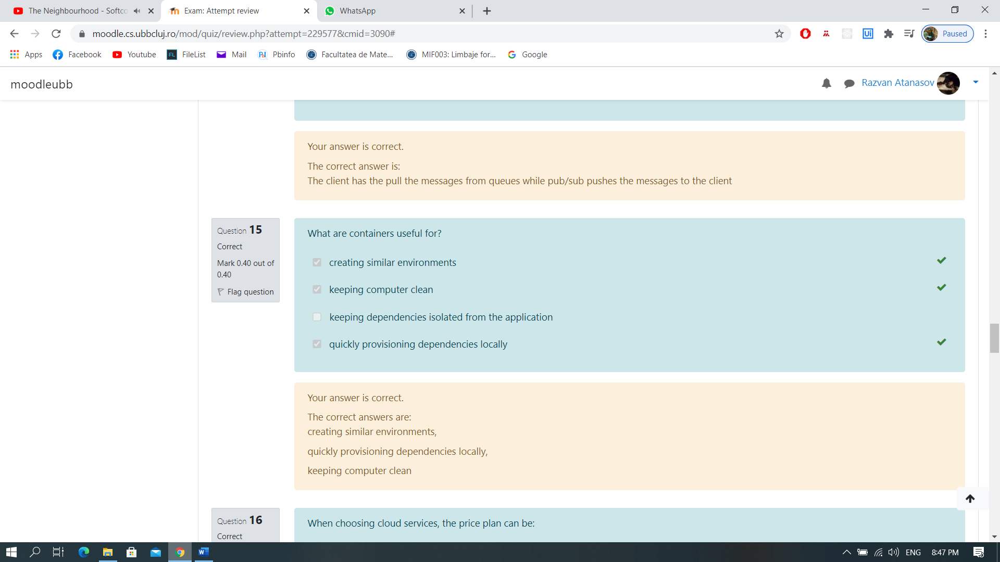 The Neighbourhood - Softco
Exam: Attempt review
WhatsApp
moodle.cs.ubbcluj.ro/mod/quiz/review.php?attempt=229577&cmid=3090#
Paused
Apps
Facebook
Youtube
FL
FileList
Mail
Pbinfo
Facultatea de Mate...
MIF003: Limbaje for...
Google
moodleubb
Razvan Atanasov
Your answer is correct.
The correct answer is:
The client has the pull the messages from queues while pub/sub pushes the messages to the client
Question 15
Correct
Mark 0.40 out of
0.40
Flag question
What are containers useful for?
creating similar environments
keeping computer clean
keeping dependencies isolated from the application
quickly provisioning dependencies locally
Your answer is correct.
The correct answers are:
creating similar environments,
quickly provisioning dependencies locally,
keeping computer clean
Question 16
Correct
When choosing cloud services, the price plan can be:
ENG
8:47 PM